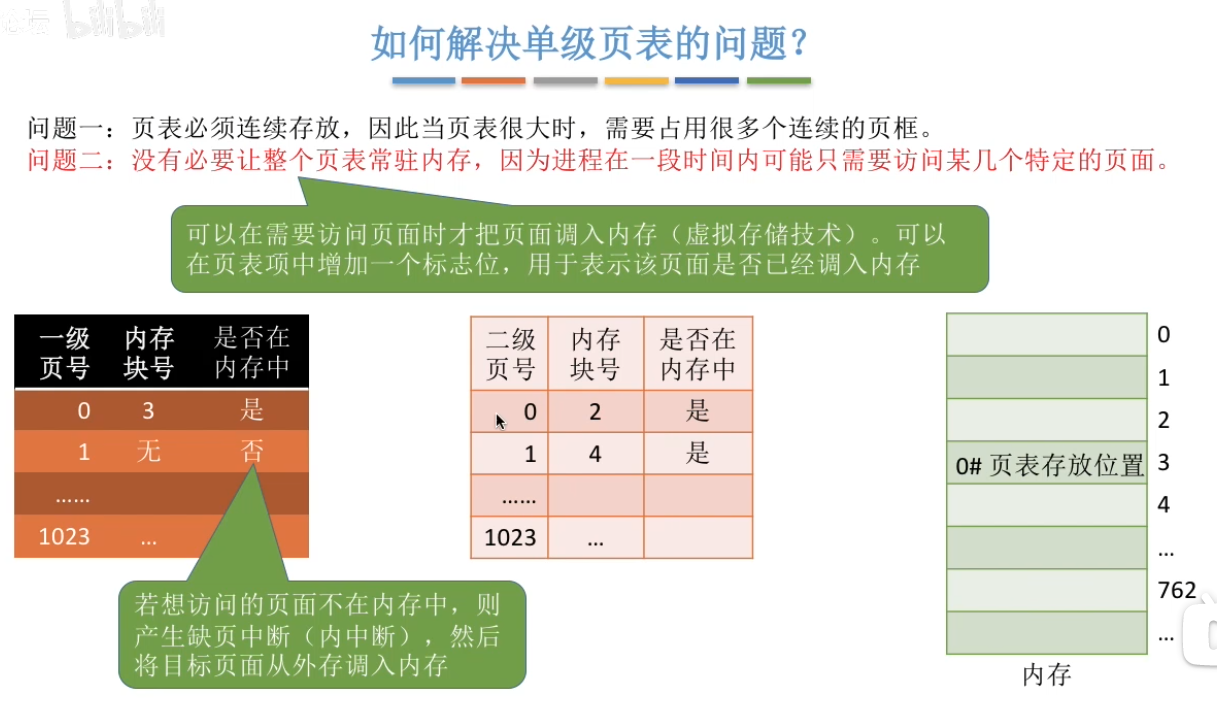 如何解决单级页表的问题？
问题一：页表必须连续存放，因此当页表很大时，需要占用很多个连续的页框。
问题二：没有必要让整个页表常驻内存，因为进程在一段时间内可能只需要访问某几个特定的页面。
可以在需要访问页面时才把页面调入内存（虚拟存储技术）。可以
在页表项中增加一个标志位，用于表示该页面是否已经调入内存
一级 内存 是否在
页号 块号 内存中
0 3 是
1 无 否
……
1023 …
若想访问的页面不在内存中，则
产生缺页中断（内中断），然后
将目标页面从外存调入内存
二级 内存 是否在
页号 块号 内存中
0 2 是
1 4 是
……
1023 …
0
1
2
0# 页表存放位置 3
4
…
762
…
内存